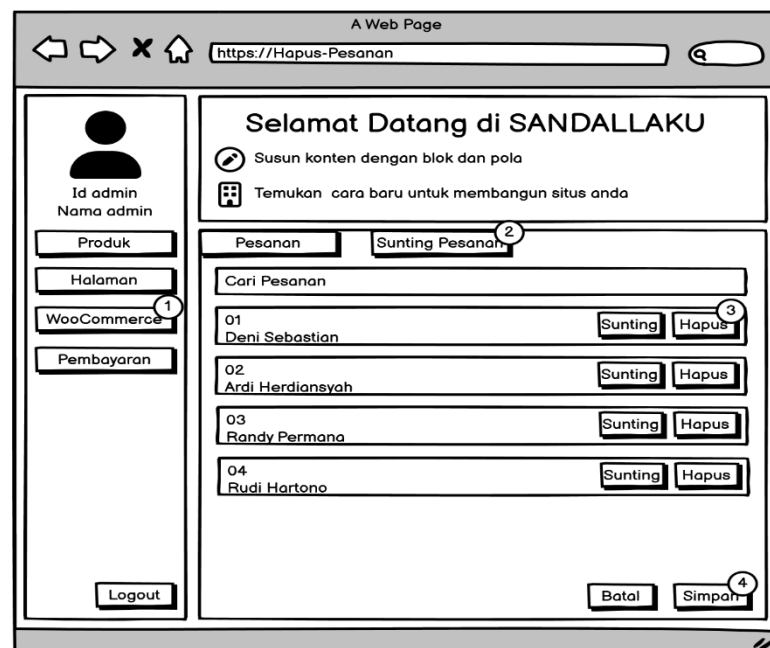 A Web Page
https://Hapus-Pesanan
Selamat Datang di SANDALLAKU
Susun konten dengan blok dan pola
Temukan cara baru untuk membangun situs anda
Id admin
Nama admin
Produk
Halaman
WooCommerce 1
Pembayaran
Logout
Pesanan Sunting Pesanan 2
Cari Pesanan
01
Deni Sebastian
Sunting Hapus 3
02
Ardi Herdiansyah
Sunting Hapus
03
Randy Permana
Sunting Hapus
04
Rudi Hartono
Sunting Hapus
Batal Simpan 4